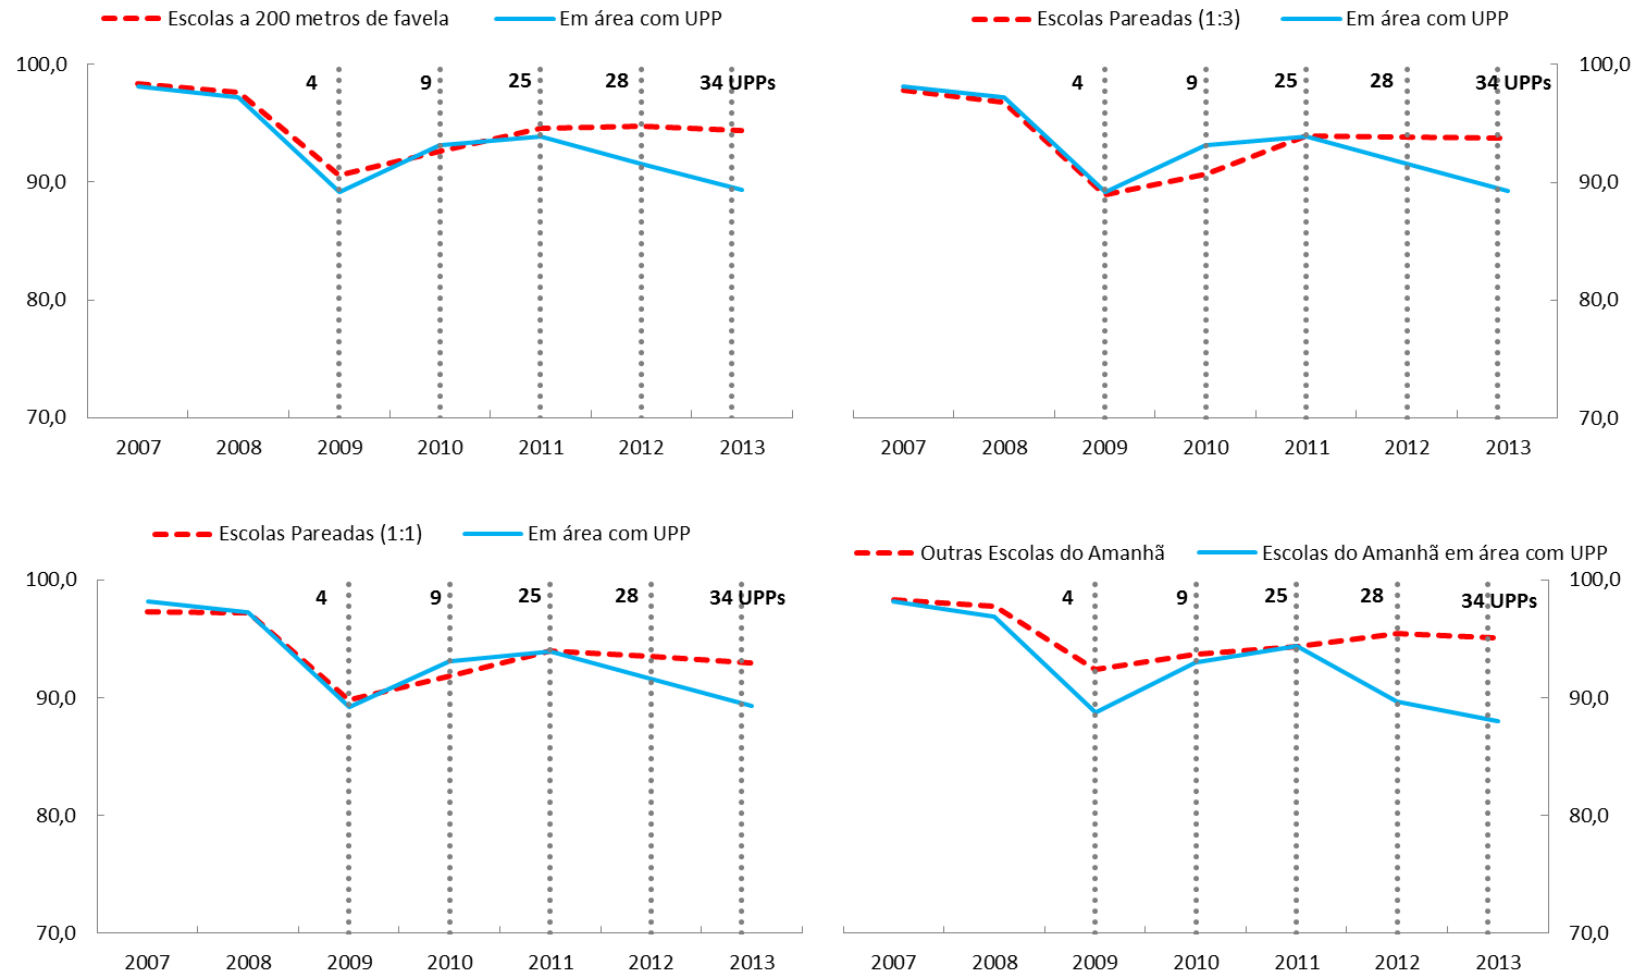 Escolas a 200 metros de favela Em área com UPP
100,0
4 9 25 28 34 UPPs
90,0
80,0
70,0
2007 2008 2009 2010 2011 2012 2013
Escolas Pareadas (1:3) Em área com UPP
100,0
4 9 25 28 34 UPPs
90,0
80,0
70,0
2007 2008 2009 2010 2011 2012 2013
Escolas Pareadas (1:1) Em área com UPP
100,0
4 9 25 28 34 UPPs
90,0
80,0
70,0
2007 2008 2009 2010 2011 2012 2013
Outras Escolas do Amanhã Escolas do Amanhã em área com UPP
100,0
4 9 25 28 34 UPPs
90,0
80,0
70,0
2007 2008 2009 2010 2011 2012 2013